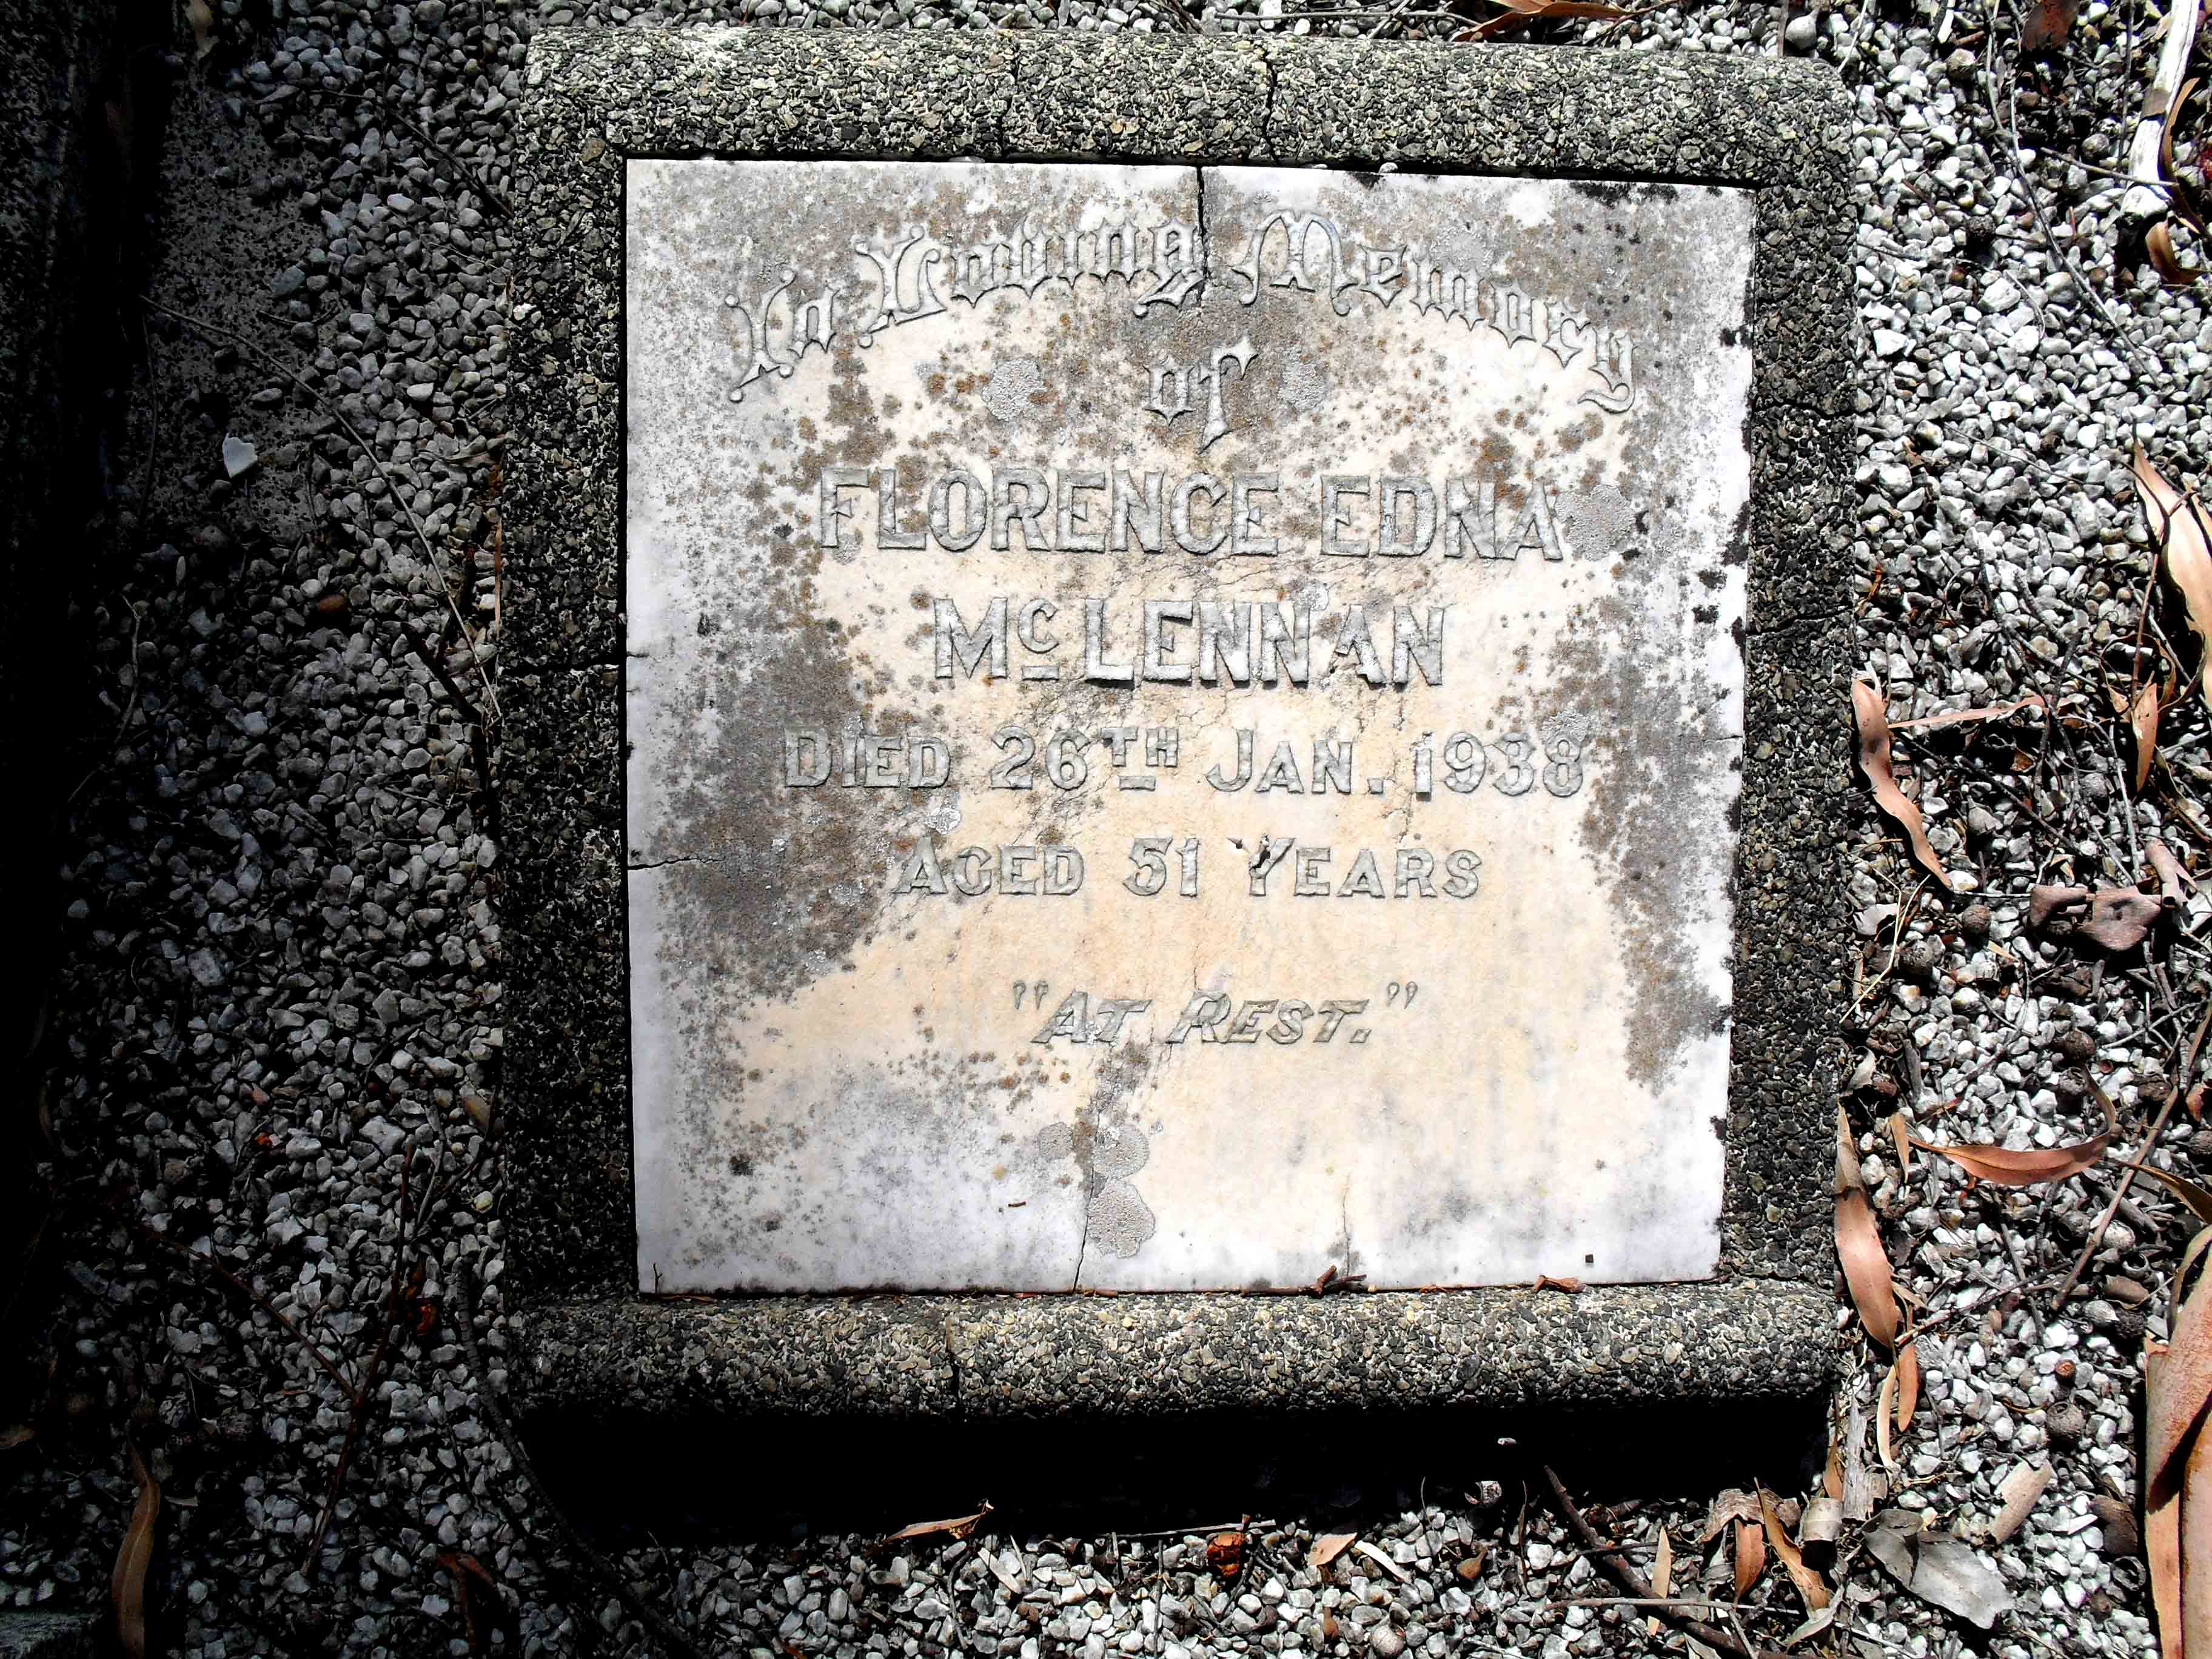 In Loving Memory
of
FLORENCE EDNA
McLENNAN
DIED 26TH JAN. 1938
AGED 51 YEARS
"AT REST."